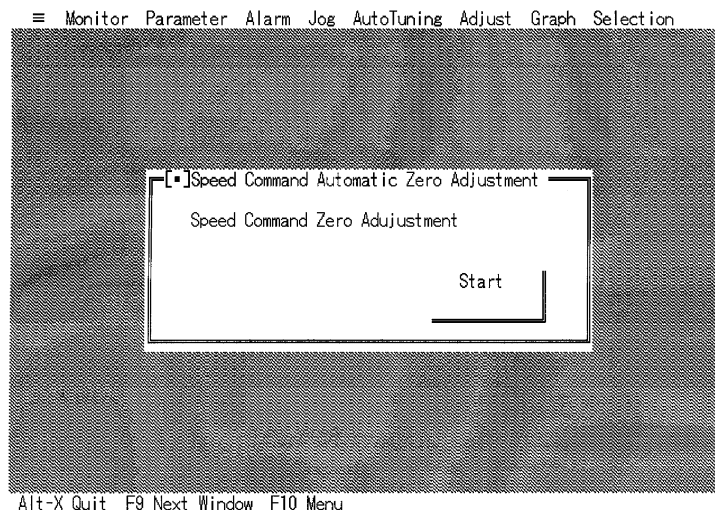 ≡ Monitor Parameter Alarm Jog AutoTuning Adjust Graph Selection
[▪]Speed Command Automatic Zero Adjustment
Speed Command Zero Adujustment
Start
Alt-X Quit F9 Next Window F10 Menu